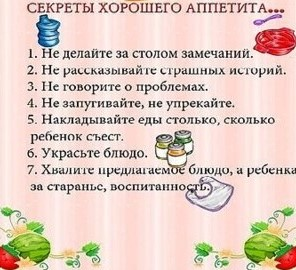 СЕКРЕТЫ ХОРОШЕГО АППЕТИТА...
1. Не делайте за столом замечаний.
2. Не рассказывайте страшных историй.
3. Не говорите о проблемах.
4. Не запугивайте, не упрекайте.
5. Накладывайте еды столько, сколько
ребенок съест.
6. Украсьте блюдо.
7. Хвалите предлагаемое блюдо, а ребенка
за старанье, воспитанность.